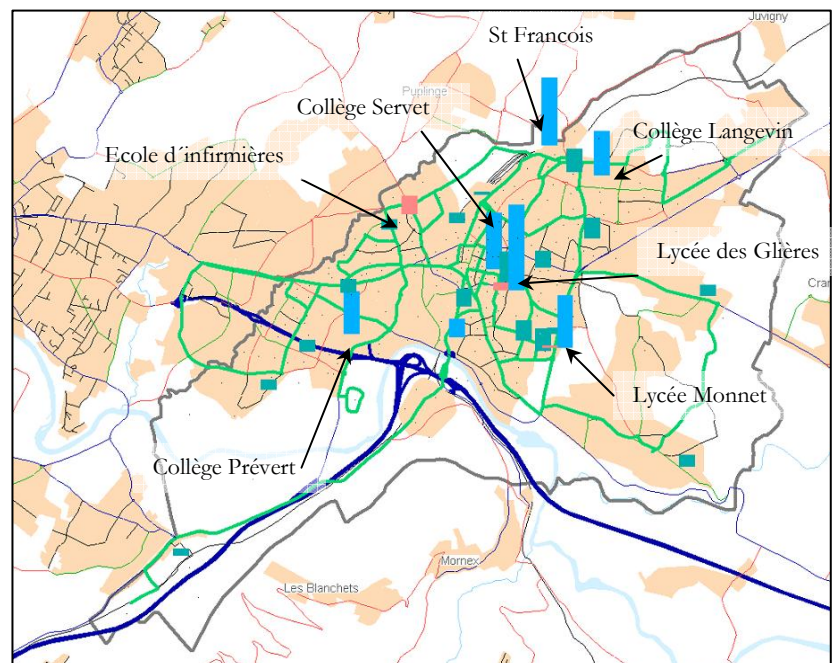 Juvigny
St Francois
Puplinge
Collège Servet
Collège Langevin
Ecole d´infirmières
Lycée des Glières
Cran
Lycée Monnet
Collège Prévert
Mornex
Les Blanchets